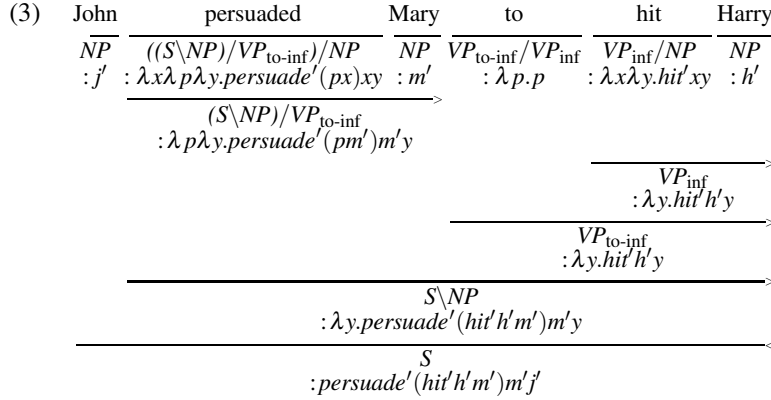 (3) John persuaded Mary to hit Harry
NP ((S\NP)/VP_to-inf)/NP NP VP_to-inf/VP_inf VP_inf/NP NP
: j′ : λxλpλy.persuade′(px)xy : m′ : λp.p : λxλy.hit′xy : h′
>
(S\NP)/VP_to-inf
: λpλy.persuade′(pm′)m′y
>
VP_inf
: λy.hit′h′y
>
VP_to-inf
: λy.hit′h′y
>
S\NP
: λy.persuade′(hit′h′m′)m′y
<
S
: persuade′(hit′h′m′)m′j′